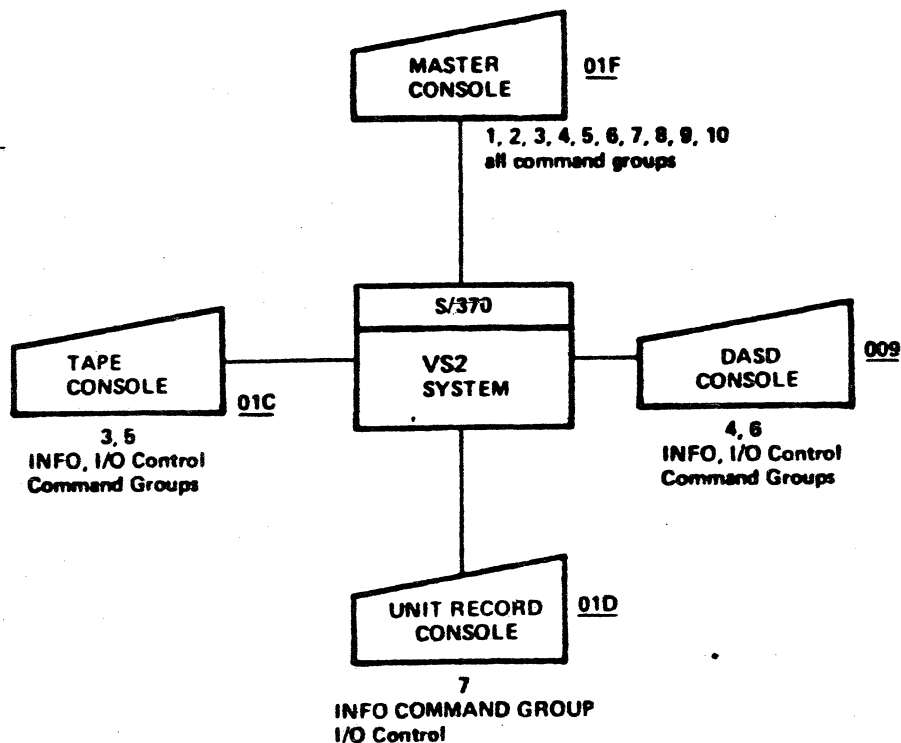 MASTER
CONSOLE
01F
1, 2, 3, 4, 5, 6, 7, 8, 9, 10
all command groups
S/370
VS2
SYSTEM
TAPE
CONSOLE
01C
3, 5
INFO, I/O Control
Command Groups
DASD
CONSOLE
009
4, 6
INFO, I/O Control
Command Groups
UNIT RECORD
CONSOLE
01D
7
INFO COMMAND GROUP
I/O Control